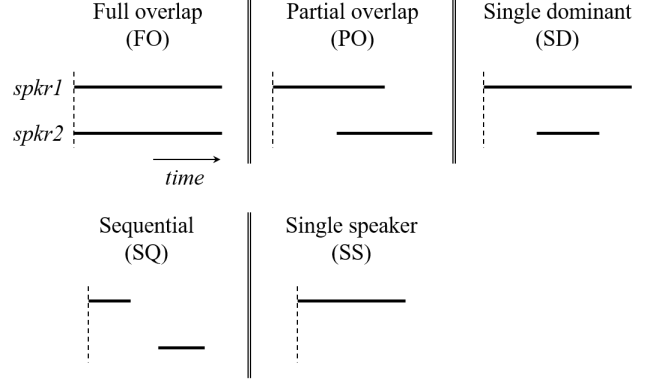 Full overlap
(FO)
Partial overlap
(PO)
Single dominant
(SD)
spkr1
spkr2
time
Sequential
(SQ)
Single speaker
(SS)